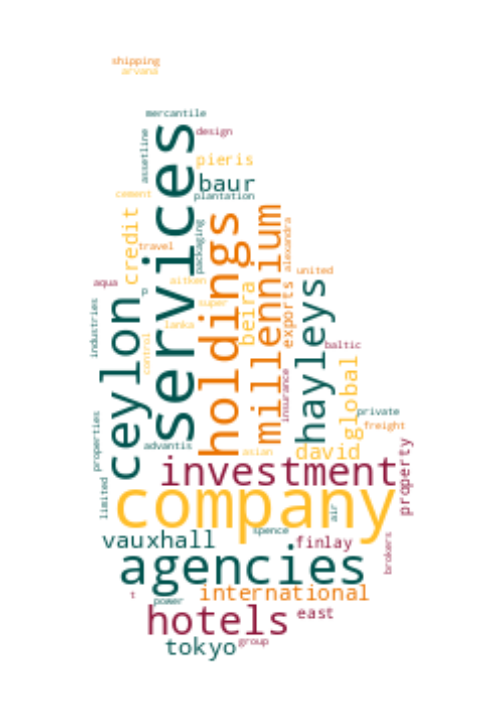 shipping
arvana
mercantile
services
design
assetline
pieris
baur
plantation
cement
credit
holdings
millennium
packaging
alexandra
travel
beira
united
aitken
hayleys
exports
aqua
p
ceylon
super
industries
lanka
control
baltic
insurance
global
private
freight
properties
advantis
david
asian
property
investment
limited
company
air
spence
vauxhall
finlay
brokers
agencies
t
power
international
hotels
east
tokyo
group